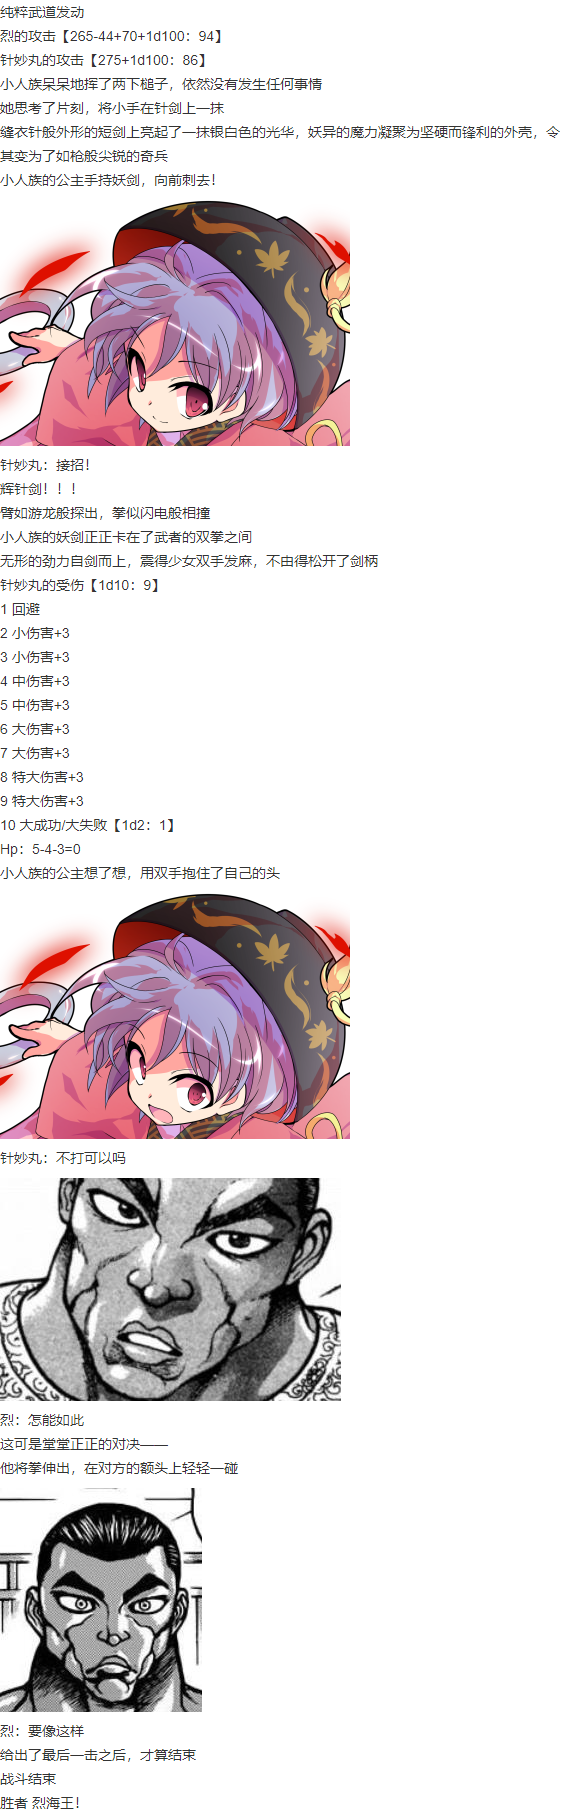 纯粹武道发动
烈的攻击【265-44+70+1d100：94】
针妙丸的攻击【275+1d100：86】
小人族呆呆地挥了两下槌子，依然没有发生任何事情
她思考了片刻，将小手在针剑上一抹
缝衣针般外形的短剑上亮起了一抹银白色的光华，妖异的魔力凝聚为坚硬而锋利的外壳，令
其变为了如枪般尖锐的奇兵
小人族的公主手持妖剑，向前刺去！
针妙丸：接招！
辉针剑！！！
臂如游龙般探出，拳似闪电般相撞
小人族的妖剑正正卡在了武者的双拳之间
无形的劲力自剑而上，震得少女双手发麻，不由得松开了剑柄
针妙丸的受伤【1d10：9】
1 回避
2 小伤害+3
3 小伤害+3
4 中伤害+3
5 中伤害+3
6 大伤害+3
7 大伤害+3
8 特大伤害+3
9 特大伤害+3
10 大成功/大失败【1d2：1】
Hp：5-4-3=0
小人族的公主想了想，用双手抱住了自己的头
针妙丸：不打可以吗
烈：怎能如此
这可是堂堂正正的对决——
他将拳伸出，在对方的额头上轻轻一碰
烈：要像这样
给出了最后一击之后，才算结束
战斗结束
胜者 烈海王！